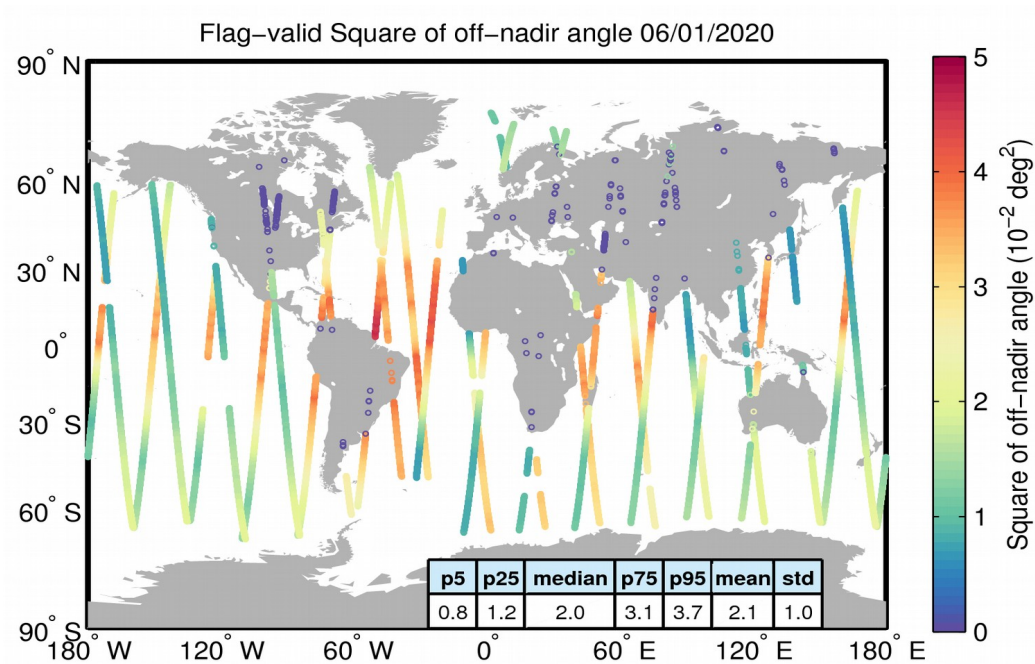 Flag−valid Square of off−nadir angle 06/01/2020
90° N
60° N
30° N
0°
30° S
60° S
90° S
180° W 120° W 60° W 0° 60° E 120° E 180° E
5
4
3
2
1
0
Square of off−nadir angle (10⁻² deg²)
p5 p25 median p75 p95 mean std
0.8 1.2 2.0 3.1 3.7 2.1 1.0